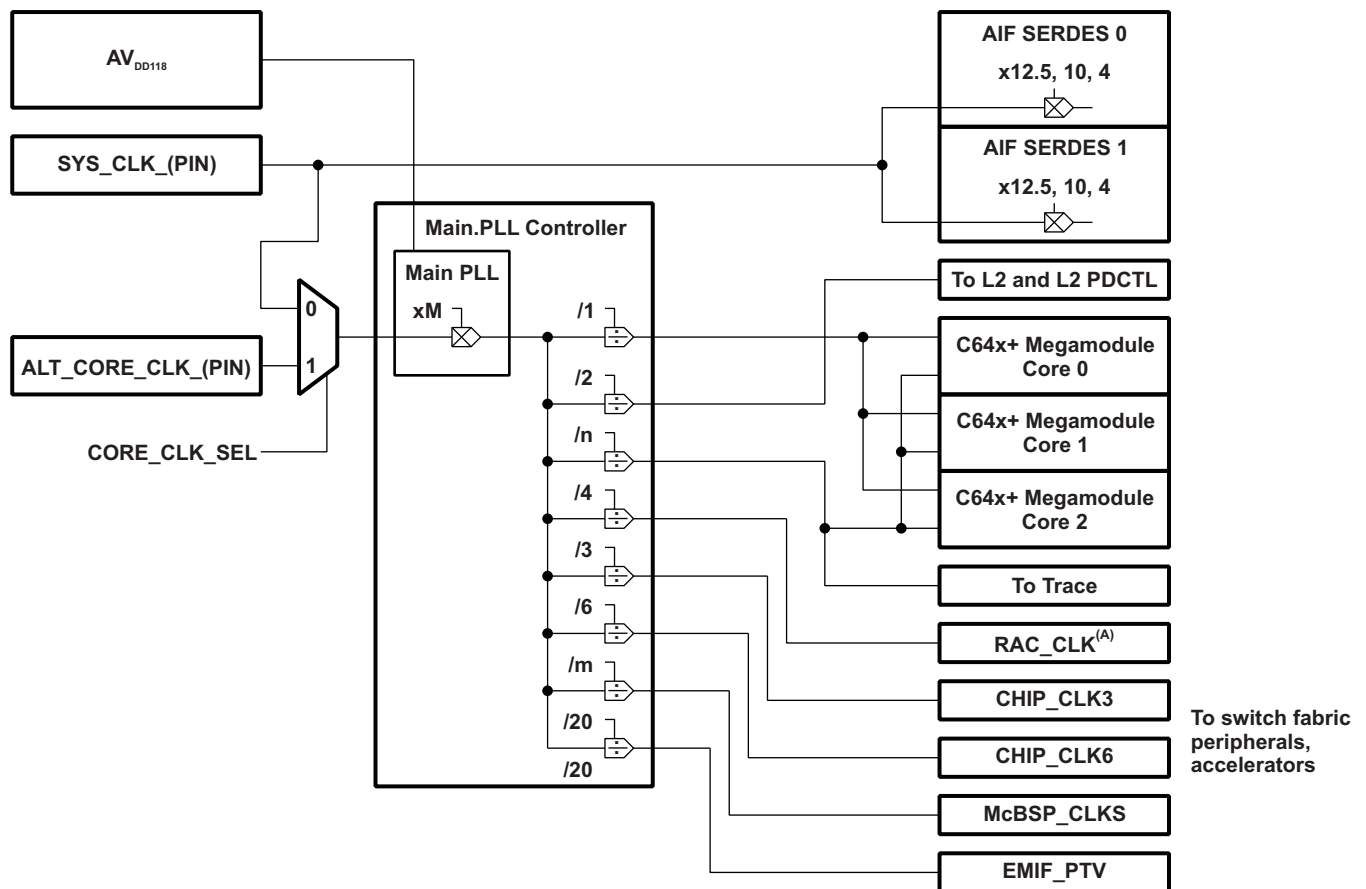 AVDD118
SYS_CLK_(PIN)
ALT_CORE_CLK_(PIN)
CORE_CLK_SEL
0
1
Main.PLL Controller
Main PLL
xM
/1
/2
/n
/4
/3
/6
/m
/20
/20
AIF SERDES 0
x12.5, 10, 4
AIF SERDES 1
x12.5, 10, 4
To L2 and L2 PDCTL
C64x+ Megamodule
Core 0
C64x+ Megamodule
Core 1
C64x+ Megamodule
Core 2
To Trace
RAC_CLK(A)
CHIP_CLK3
CHIP_CLK6
McBSP_CLKS
EMIF_PTV
To switch fabric
peripherals,
accelerators